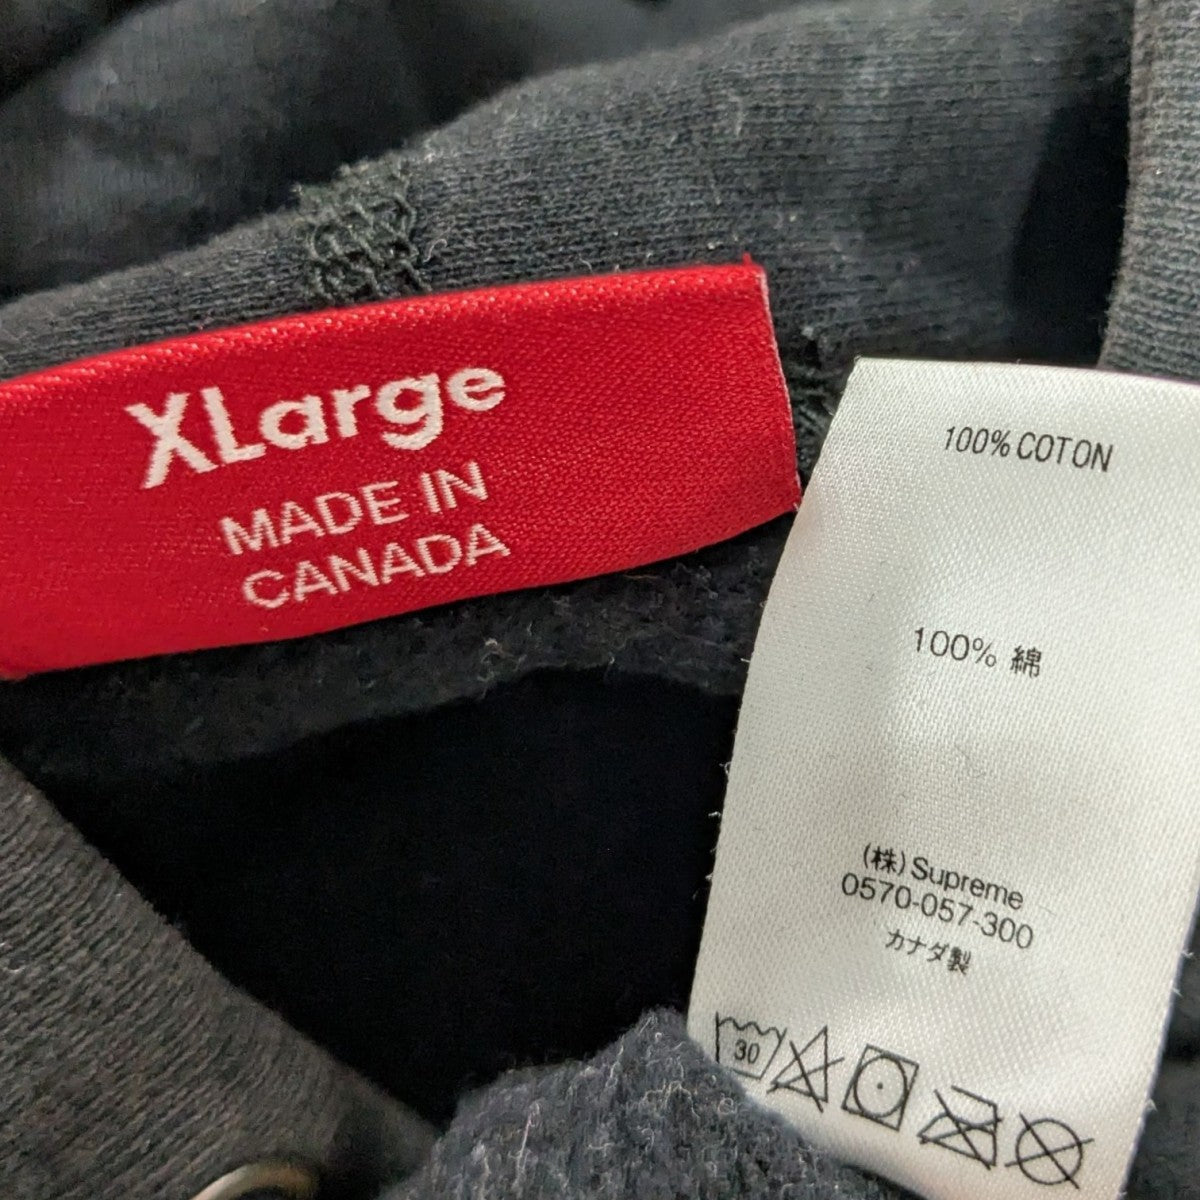 XLarge
MADE IN
CANADA
100% COTON
100% 綿
(株) Supreme
0570-057-300
カナダ製
30